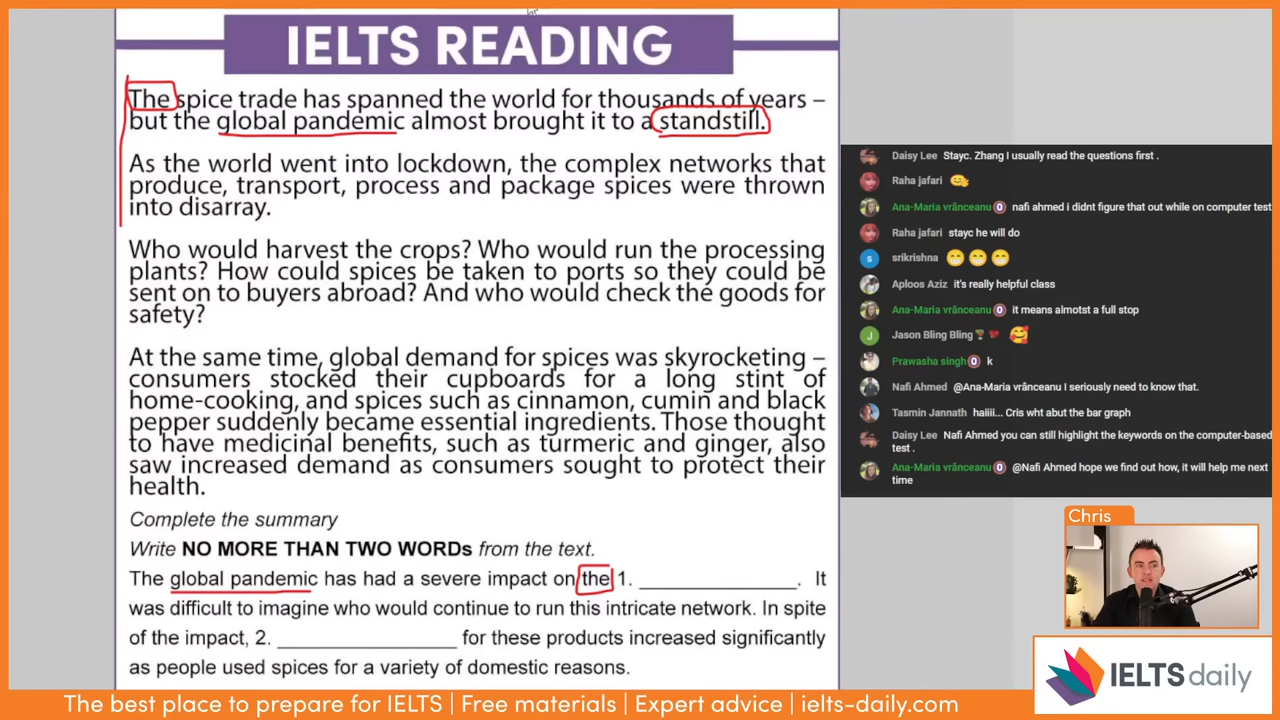 IELTS READING
The spice trade has spanned the world for thousands of years –
but the global pandemic almost brought it to a standstill.
As the world went into lockdown, the complex networks that
produce, transport, process and package spices were thrown
into disarray.
Who would harvest the crops? Who would run the processing
plants? How could spices be taken to ports so they could be
sent on to buyers abroad? And who would check the goods for
safety?
At the same time, global demand for spices was skyrocketing –
consumers stocked their cupboards for a long stint of
home-cooking, and spices such as cinnamon, cumin and black
pepper suddenly became essential ingredients. Those thought
to have medicinal benefits, such as turmeric and ginger, also
saw increased demand as consumers sought to protect their
health.
Complete the summary
Write NO MORE THAN TWO WORDs from the text.
The global pandemic has had a severe impact on the 1. _______________. It
was difficult to imagine who would continue to run this intricate network. In spite
of the impact, 2. _________________ for these products increased significantly
as people used spices for a variety of domestic reasons.
Daisy Lee Stayc. Zhang I usually read the questions first .
Raha jafari
Ana-Maria vrânceanu 0 nafi ahmed i didnt figure that out while on computer test
Raha jafari stayc he will do
s srikrishna
Aploos Aziz it's really helpful class
Ana-Maria vrânceanu 0 it means almotst a full stop
J Jason Bling Bling
Prawasha singh 0 k
Nafi Ahmed @Ana-Maria vrânceanu I seriously need to know that.
Tasmin Jannath haiiii... Cris wht abut the bar graph
Daisy Lee Nafi Ahmed you can still highlight the keywords on the computer-based
test .
Ana-Maria vrânceanu 0 @Nafi Ahmed hope we find out how, it will help me next
time
Chris
IELTS daily
The best place to prepare for IELTS | Free materials | Expert advice | ielts-daily.com